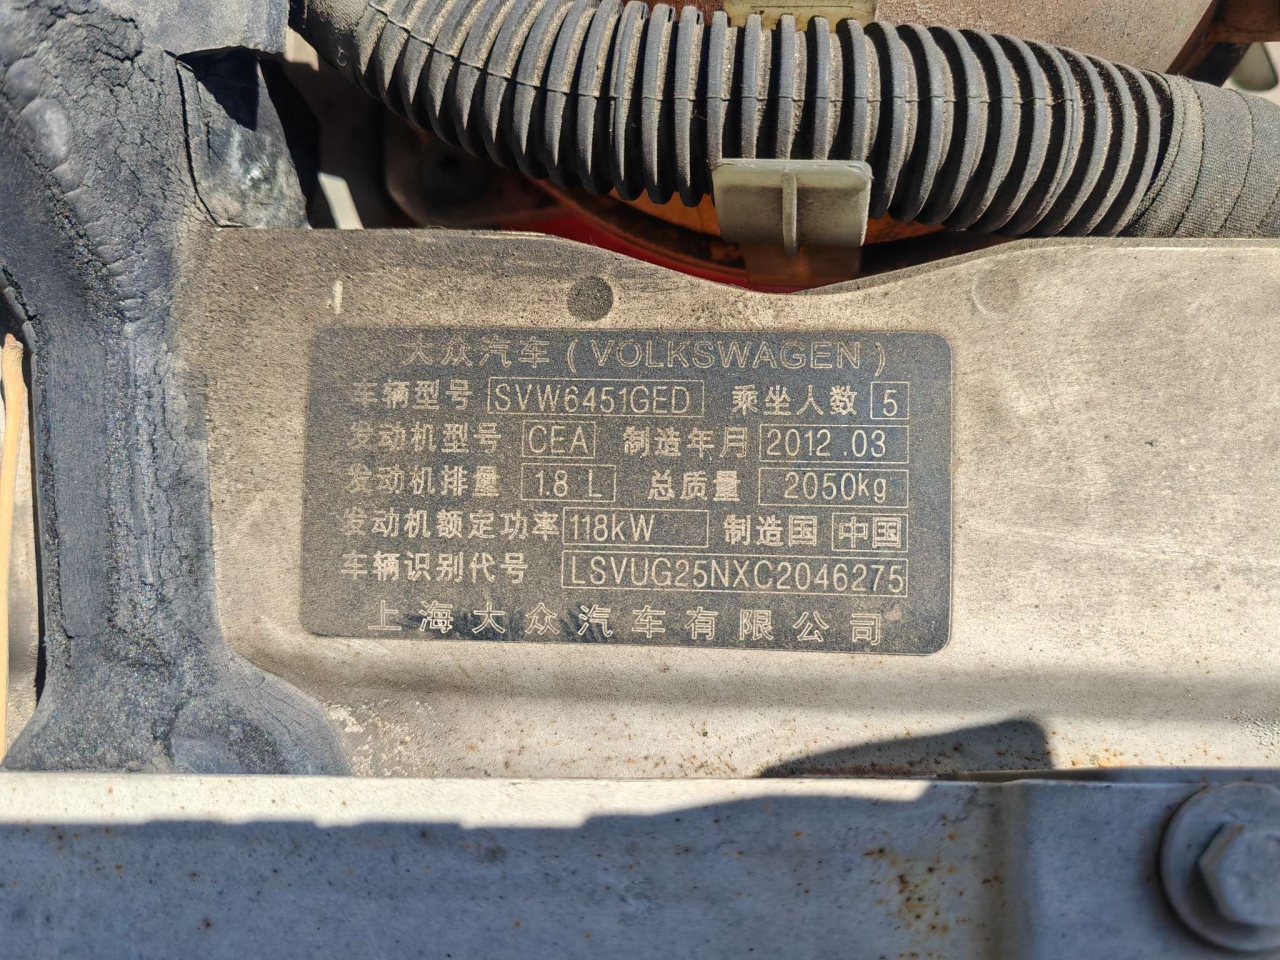 大众汽车(VOLKSWAGEN)
车辆型号 SVW6451GED 乘坐人数 5
发动机型号 CEA 制造年月 2012.03
发动机排量 1.8 L 总质量 2050kg
发动机额定功率 118kW 制造国 中国
车辆识别代号 LSVUG25NXC2046275
上海大众汽车有限公司